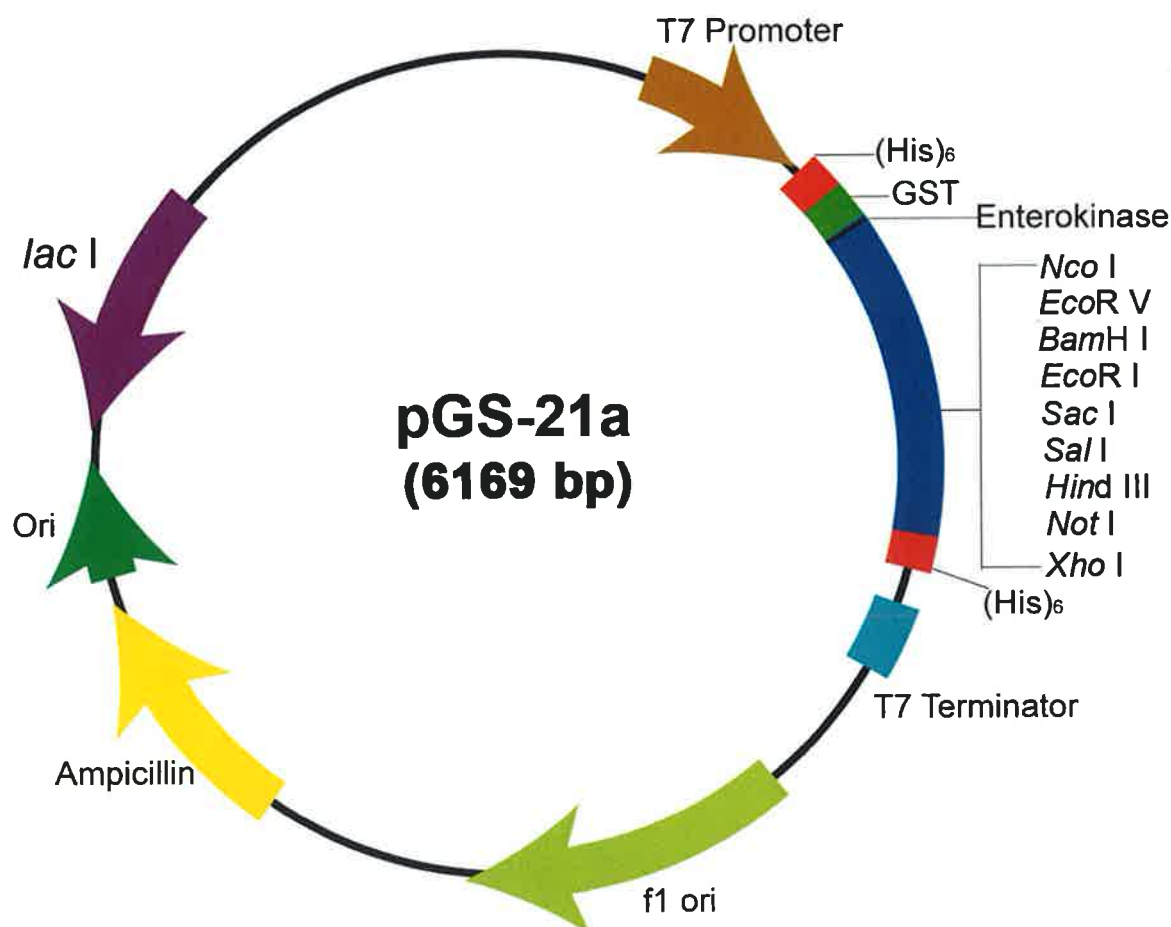 T7 Promoter
(His)6
GST
Enterokinase
lac I
Nco I
EcoR V
BamH I
EcoR I
Sac I
Sal I
Hind III
Not I
Xho I
(His)6
pGS-21a
(6169 bp)
Ori
T7 Terminator
Ampicillin
f1 ori